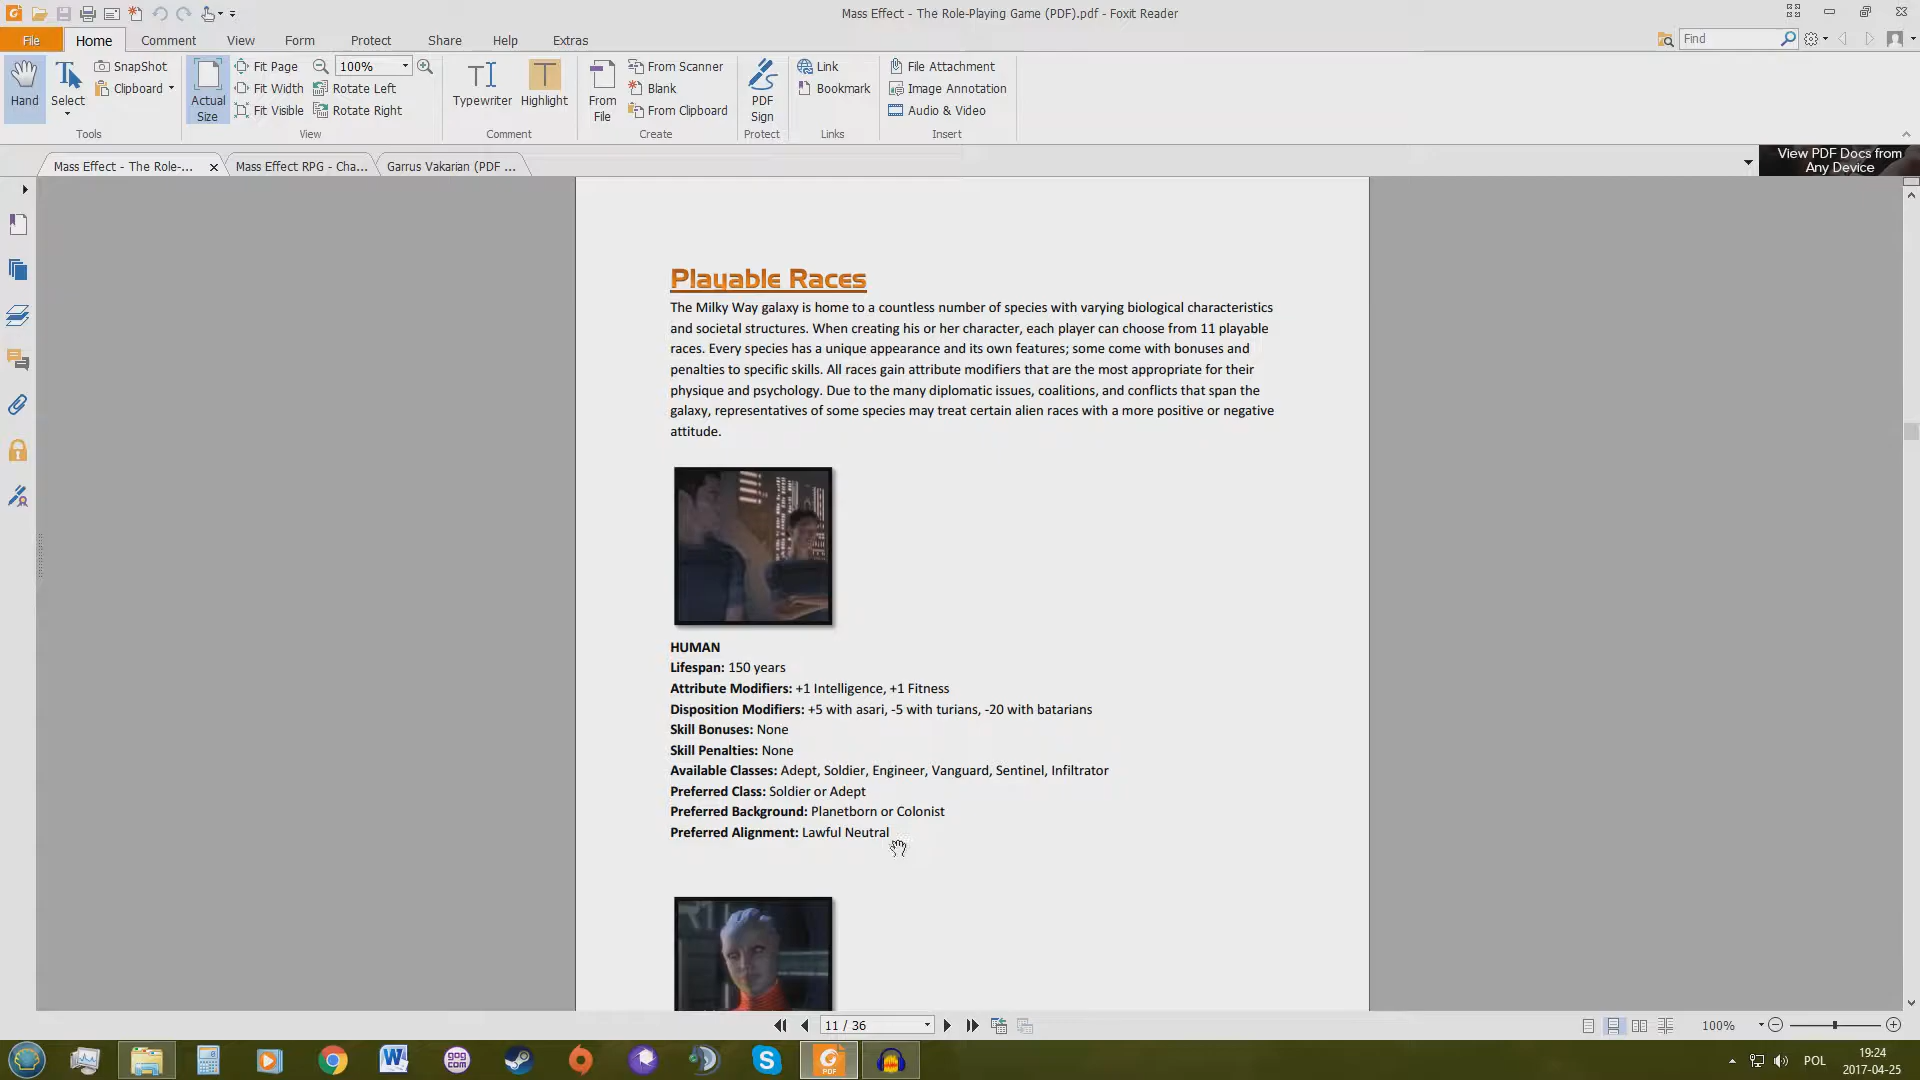 Mass Effect - The Role-Playing Game (PDF).pdf - Foxit Reader
File Home Comment View Form Protect Share Help Extras
Find
Hand
Select
SnapShot
Clipboard
Tools
Actual Size
Fit Page
Fit Width
Fit Visible
100%
Rotate Left
Rotate Right
View
Typewriter
Highlight
Comment
From File
From Scanner
Blank
From Clipboard
Create
PDF Sign
Protect
Link
Bookmark
Links
File Attachment
Image Annotation
Audio & Video
Insert
Mass Effect - The Role-... Mass Effect RPG - Cha... Garrus Vakarian (PDF ...
View PDF Docs from
Any Device
Playable Races
The Milky Way galaxy is home to a countless number of species with varying biological characteristics
and societal structures. When creating his or her character, each player can choose from 11 playable
races. Every species has a unique appearance and its own features; some come with bonuses and
penalties to specific skills. All races gain attribute modifiers that are the most appropriate for their
physique and psychology. Due to the many diplomatic issues, coalitions, and conflicts that span the
galaxy, representatives of some species may treat certain alien races with a more positive or negative
attitude.
HUMAN
Lifespan: 150 years
Attribute Modifiers: +1 Intelligence, +1 Fitness
Disposition Modifiers: +5 with asari, -5 with turians, -20 with batarians
Skill Bonuses: None
Skill Penalties: None
Available Classes: Adept, Soldier, Engineer, Vanguard, Sentinel, Infiltrator
Preferred Class: Soldier or Adept
Preferred Background: Planetborn or Colonist
Preferred Alignment: Lawful Neutral
11 / 36
100%
GOG
COM
PDF
POL
19:24
2017-04-25